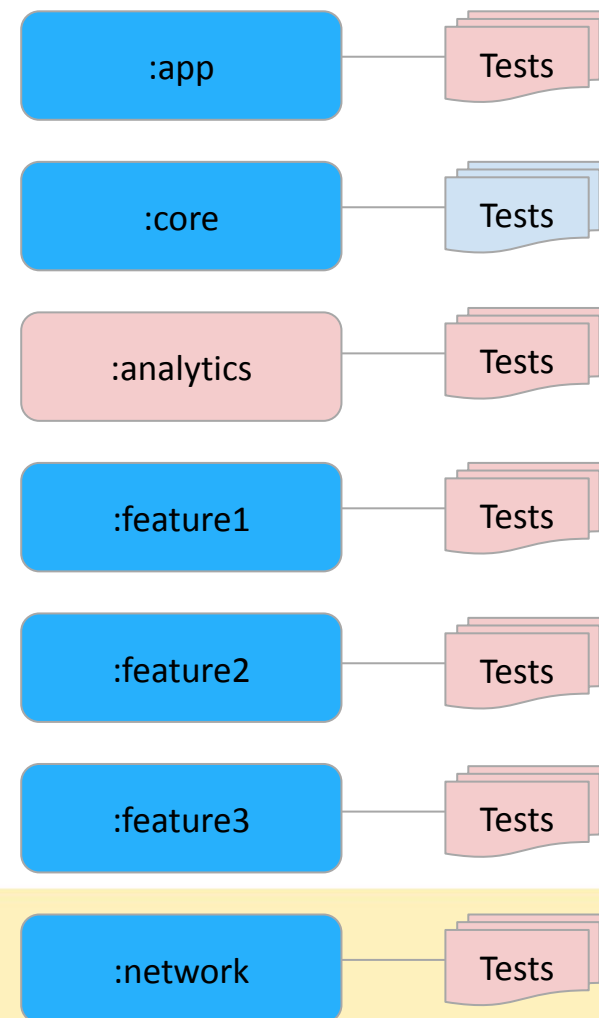 :app
Tests
:core
Tests
:analytics
Tests
:feature1
Tests
:feature2
Tests
:feature3
Tests
:network
Tests